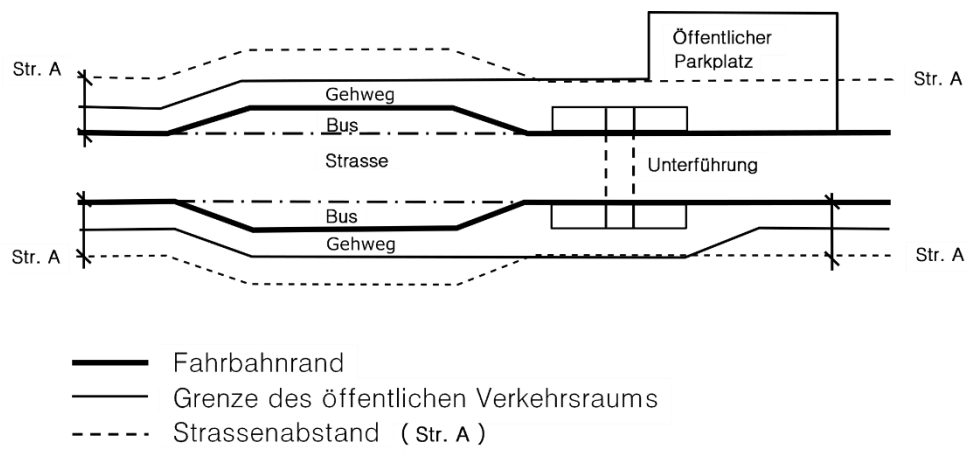 Öffentlicher
Parkplatz
Str. A
Str. A
Gehweg
Bus
Strasse
Unterführung
Bus
Gehweg
Str. A
Str. A
Fahrbahnrand
Grenze des öffentlichen Verkehrsraums
Strassenabstand ( Str. A )